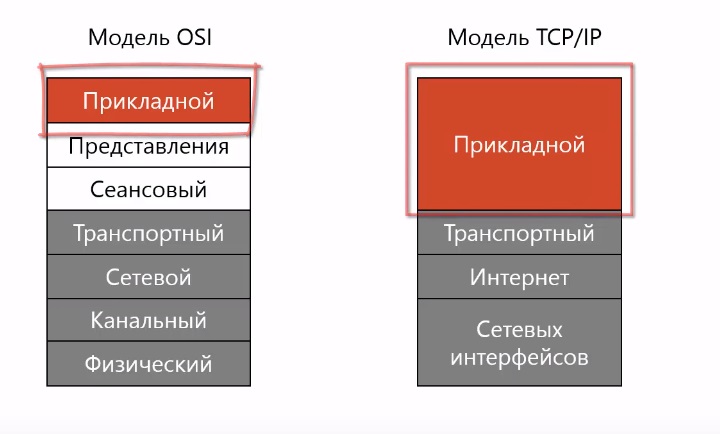 Модель OSI
Прикладной
Представления
Сеансовый
Транспортный
Сетевой
Канальный
Физический
Модель TCP/IP
Прикладной
Транспортный
Интернет
Сетевых
интерфейсов